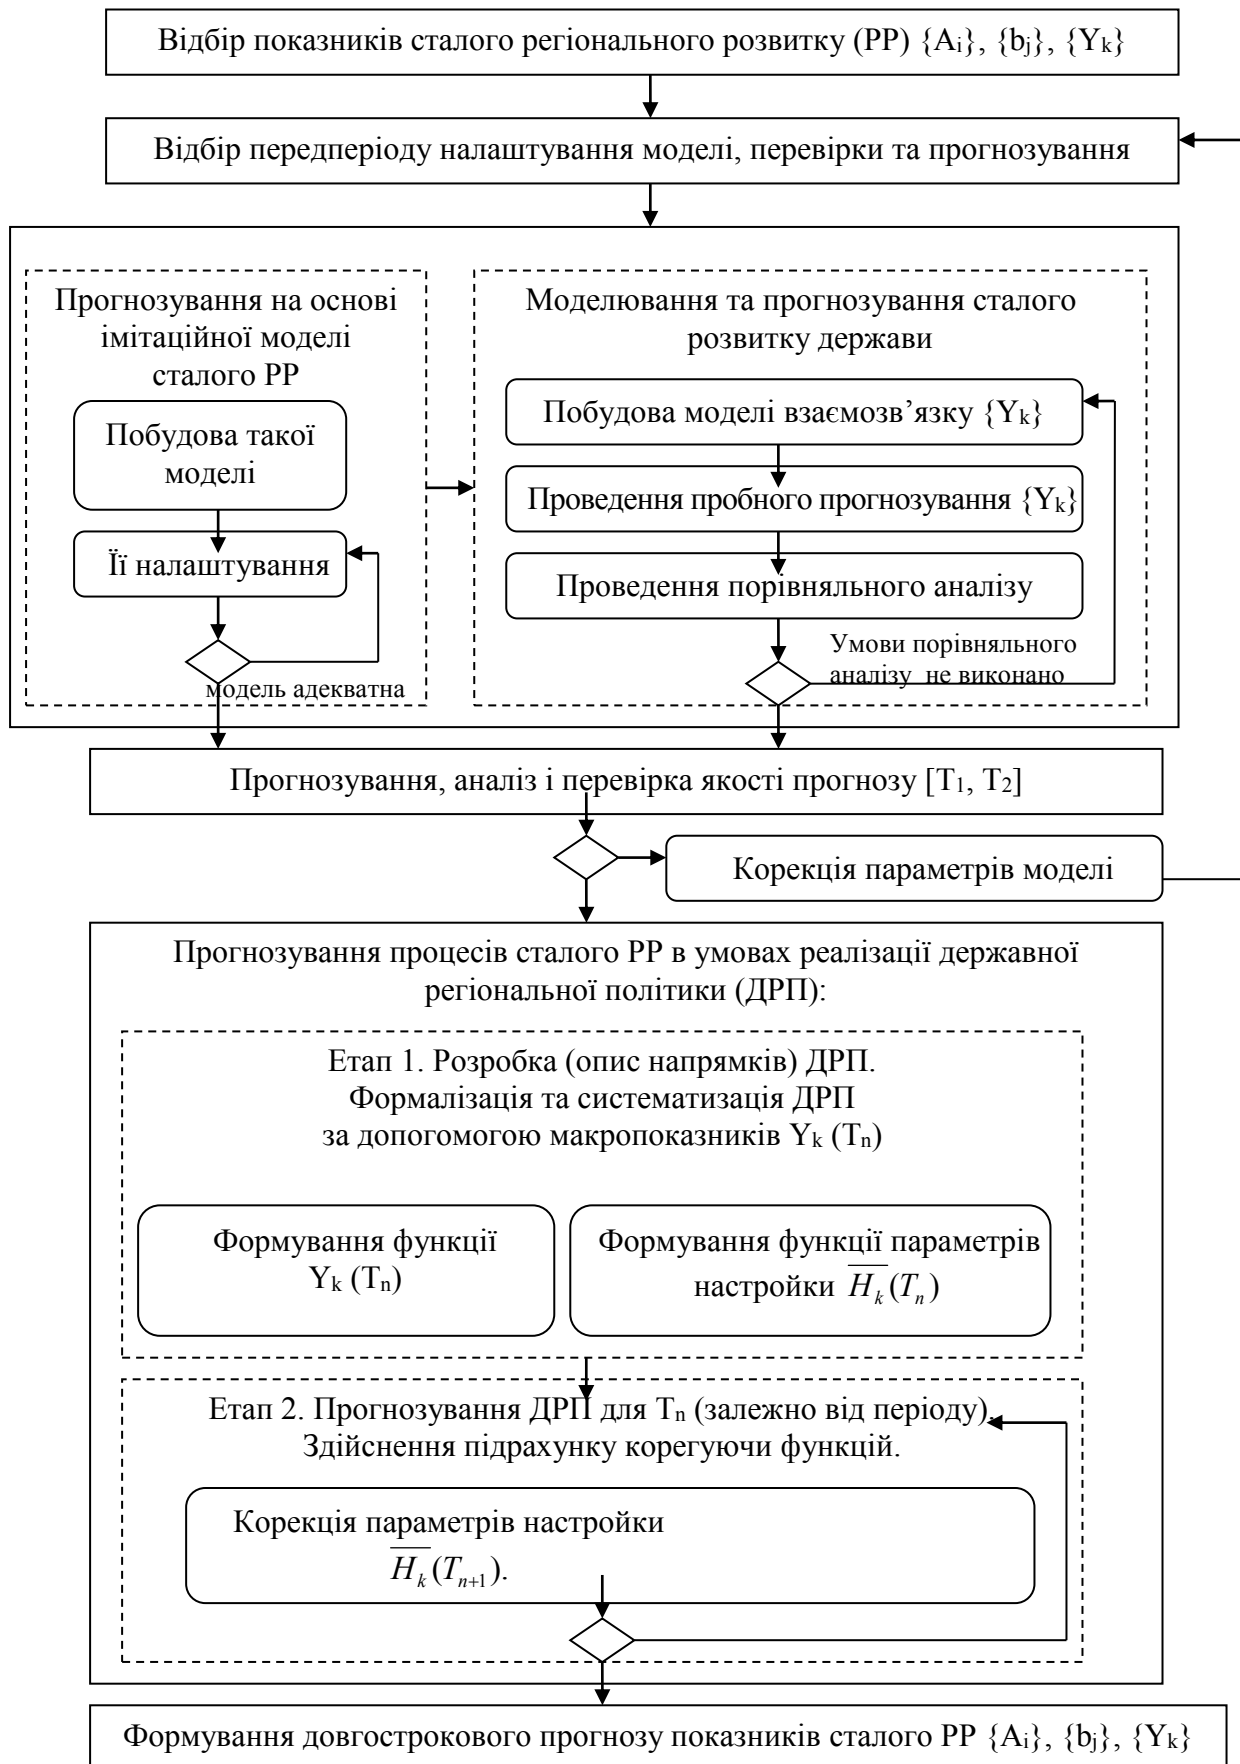 Відбір показників сталого регіонального розвитку (РР) {Aᵢ}, {bⱼ}, {Yₖ}
Відбір передперіоду налаштування моделі, перевірки та прогнозування
Прогнозування на основі
імітаційної моделі
сталого РР
Побудова такої
моделі
Її налаштування
модель адекватна
Моделювання та прогнозування сталого
розвитку держави
Побудова моделі взаємозв’язку {Yₖ}
Проведення пробного прогнозування {Yₖ}
Проведення порівняльного аналізу
Умови порівняльного
аналізу не виконано
Прогнозування, аналіз і перевірка якості прогнозу [T₁, T₂]
Корекція параметрів моделі
Прогнозування процесів сталого РР в умовах реалізації державної
регіональної політики (ДРП):
Етап 1. Розробка (опис напрямків) ДРП.
Формалізація та систематизація ДРП
за допогомогою макропоказників Yₖ (Tₙ)
Формування функції
Yₖ (Tₙ)
Формування функції параметрів
настройки H̅ₖ(Tₙ)
Етап 2. Прогнозування ДРП для Tₙ (залежно від періоду).
Здійснення підрахунку корегуючи функцій.
Корекція параметрів настройки
H̅ₖ(Tₙ₊₁).
Формування довгострокового прогнозу показників сталого РР {Aᵢ}, {bⱼ}, {Yₖ}